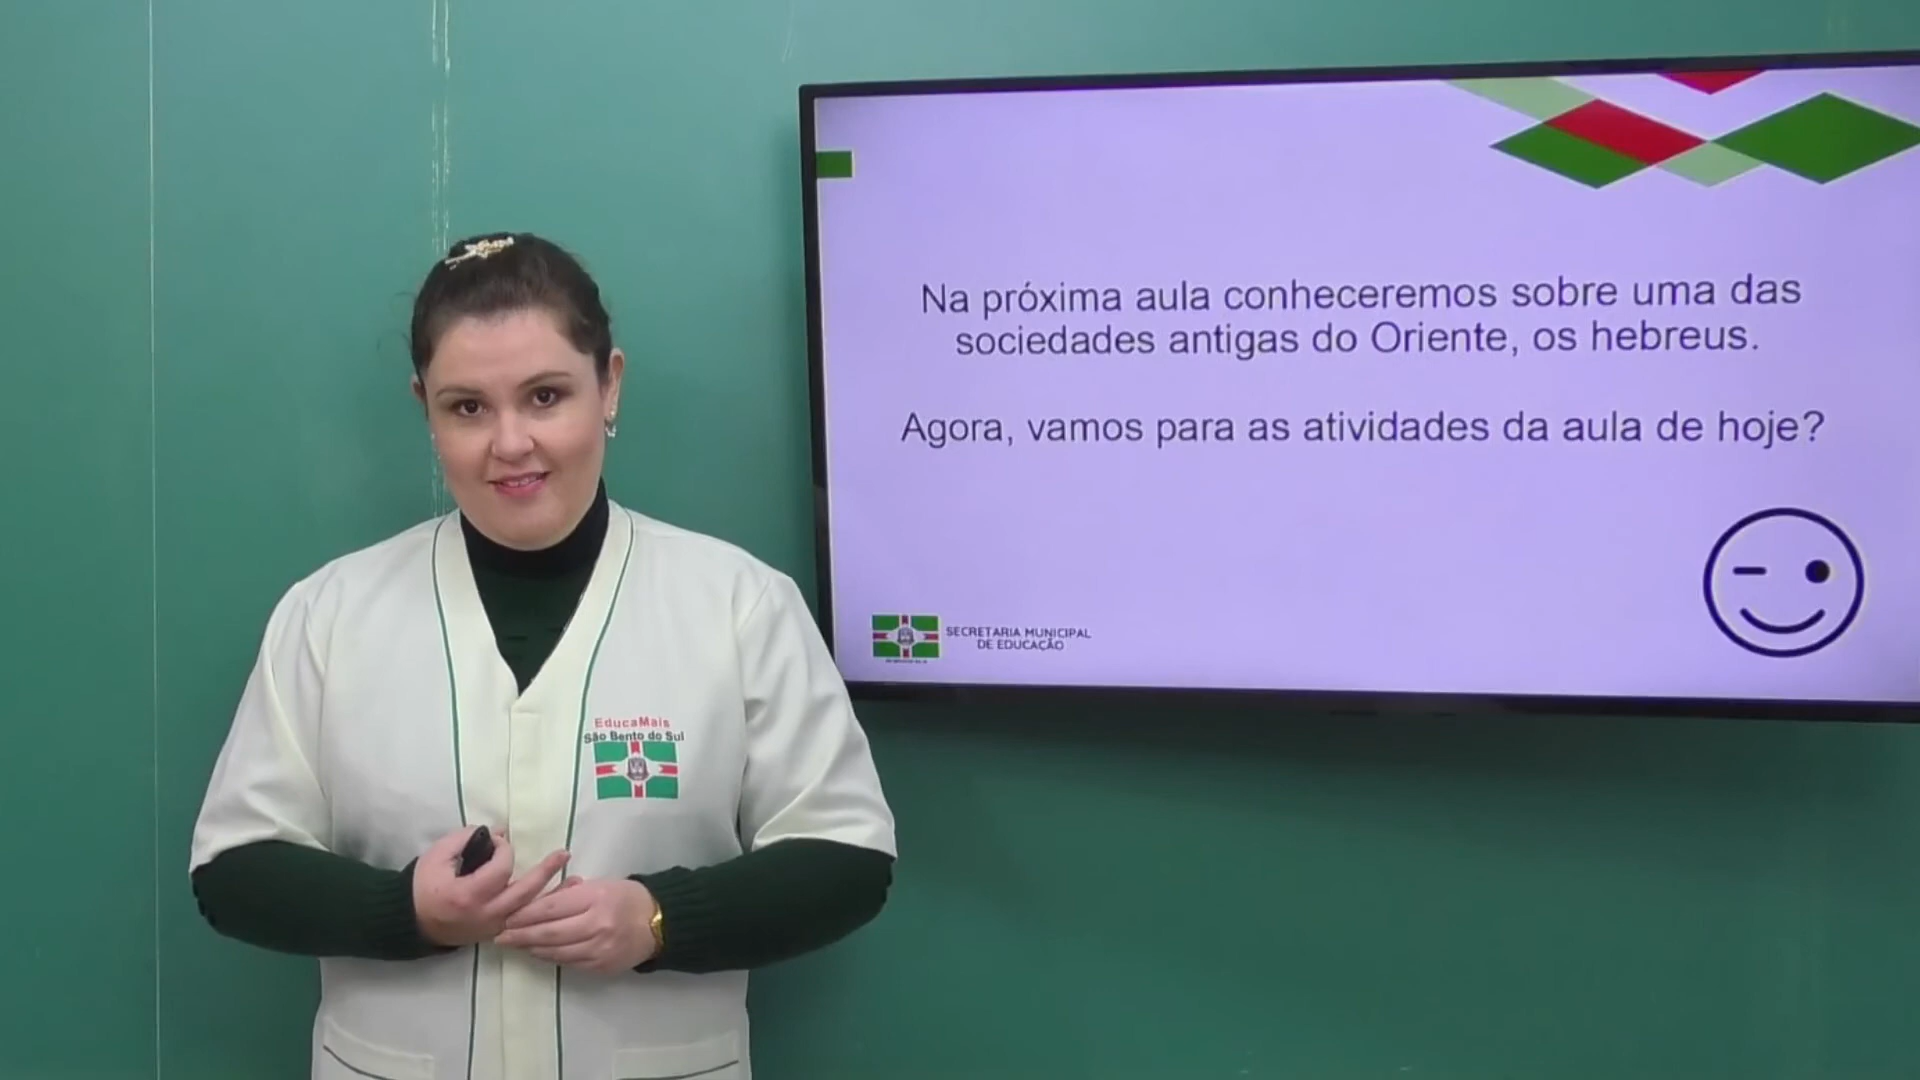 Na próxima aula conheceremos sobre uma das
sociedades antigas do Oriente, os hebreus.
Agora, vamos para as atividades da aula de hoje?
SECRETARIA MUNICIPAL
DE EDUCAÇÃO
EducaMais
São Bento do Sul